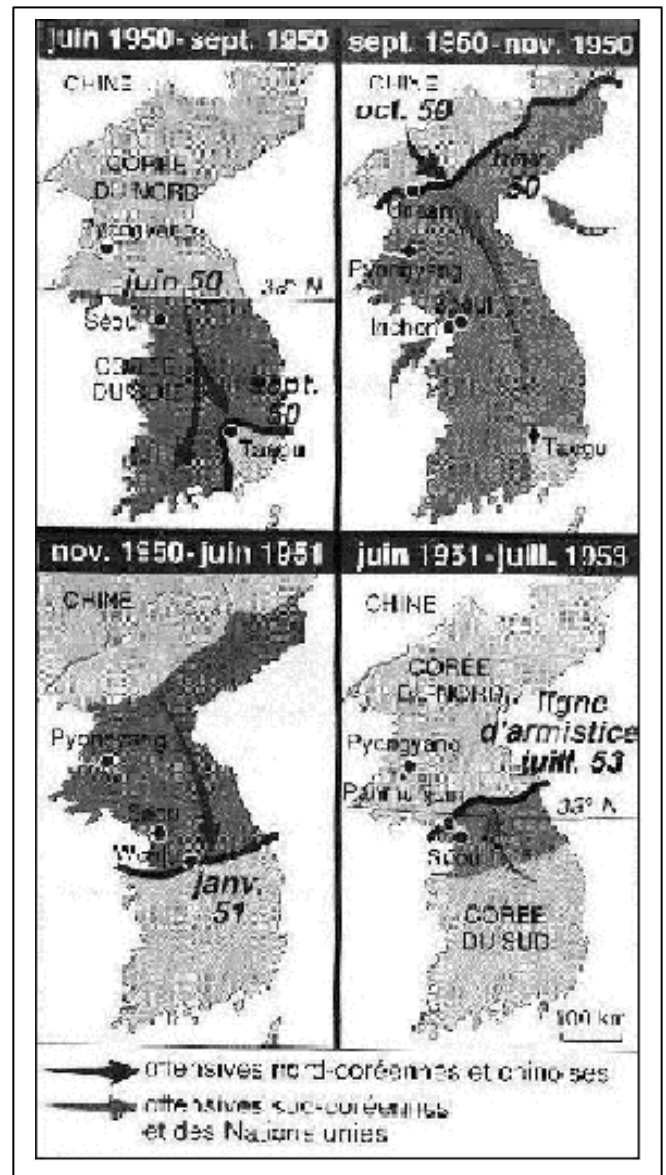 juin 1950-sept. 1950
CHINE
CORÉE
DU NORD
Pyongyang
juin 50
38° N
Séoul
CORÉE
DU SUD
sept.
50
Taegu
sept. 1950-nov. 1950
CHINE
oct. 50
nov.
50
Unsan
Pyongyang
Séoul
Inchon
Taegu
nov. 1950-juin 1951
CHINE
Pyongyang
Séoul
janv.
51
juin 1951-juill. 1953
CHINE
CORÉE
DU NORD
ligne
d'armistice
juill. 53
Pyongyang
Panmunjom
38° N
Séoul
CORÉE
DU SUD
100 km
offensives nord-coréennes et chinoises
offensives sud-coréennes
et des Nations unies